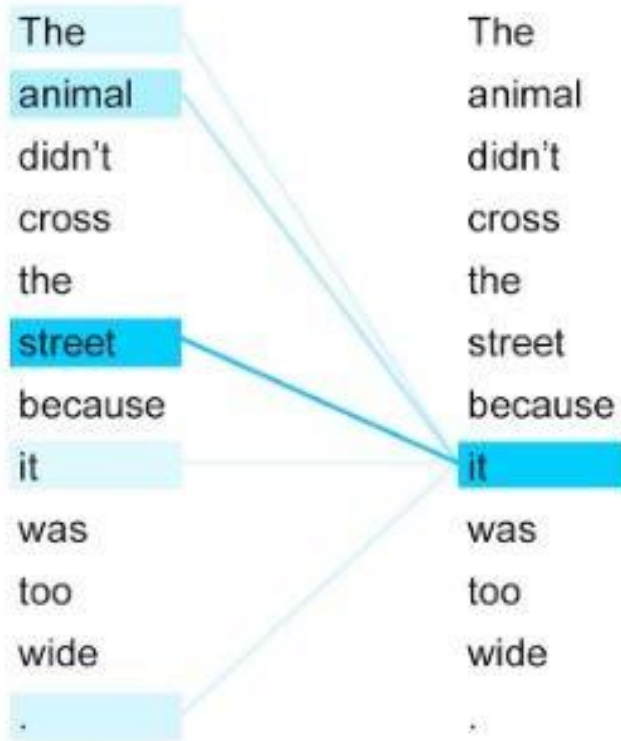 The
animal
didn't
cross
the
street
because
it
was
too
wide
.
The
animal
didn't
cross
the
street
because
it
was
too
wide
.